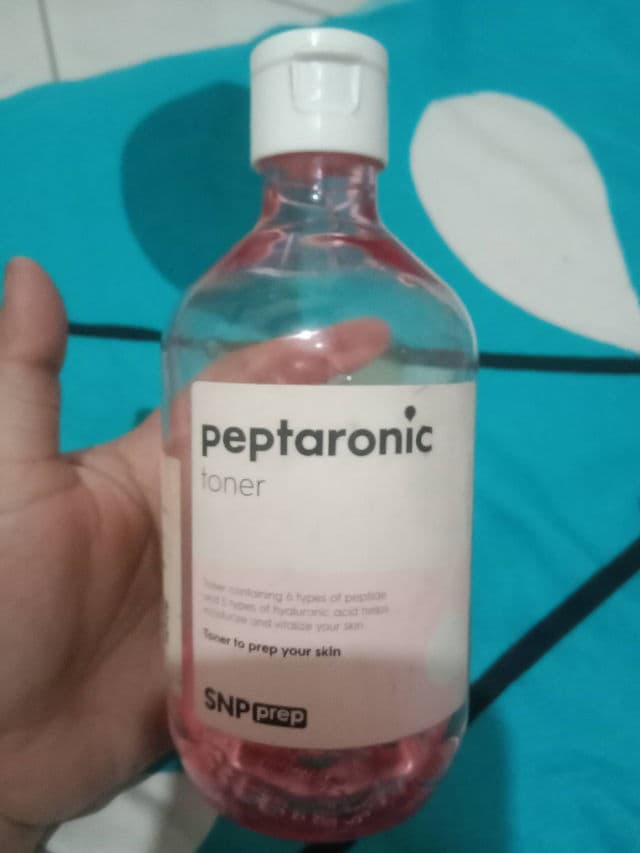 peptaronic
toner
Toner containing 6 types of peptide
and 5 types of hyaluronic acid helps
moisturize and vitalize your skin
Toner to prep your skin
SNP prep